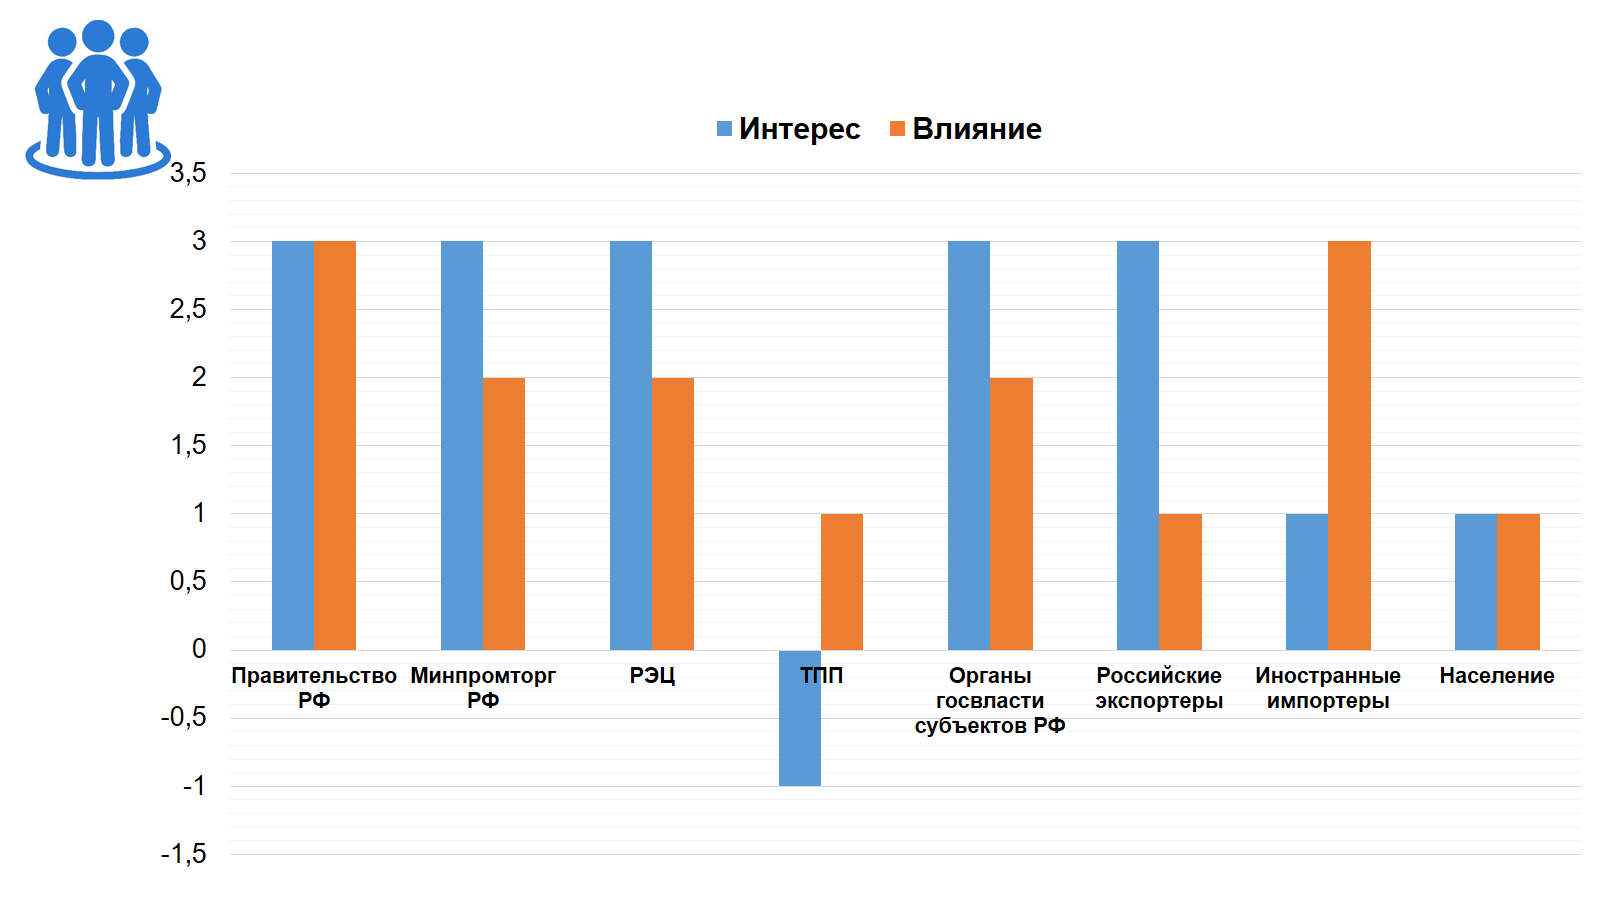 Интерес Влияние
3,5
3
2,5
2
1,5
1
0,5
0
-0,5
-1
-1,5
Правительство
РФ
Минпромторг
РФ
РЭЦ
ТПП
Органы
госвласти
субъектов РФ
Российские
экспортеры
Иностранные
импортеры
Население